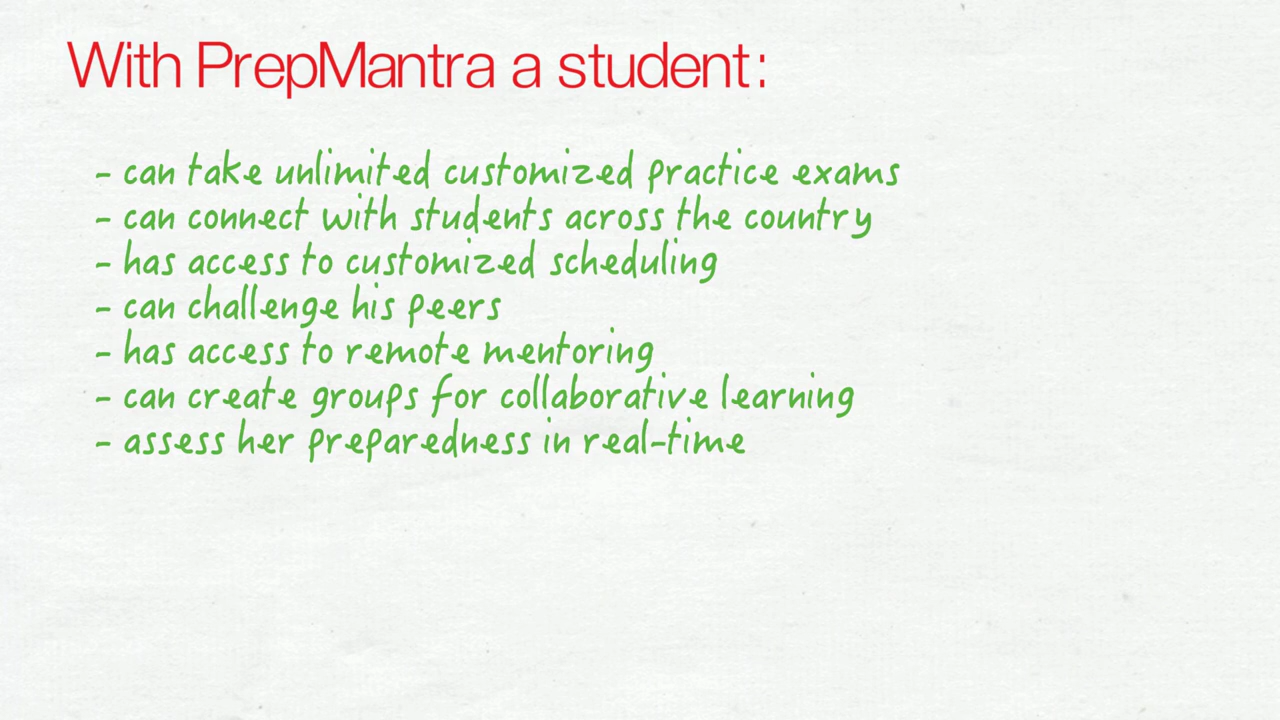 With PrepMantra a student:
- can take unlimited customized practice exams
- can connect with students across the country
- has access to customized scheduling
- can challenge his peers
- has access to remote mentoring
- can create groups for collaborative learning
- assess her preparedness in real-time